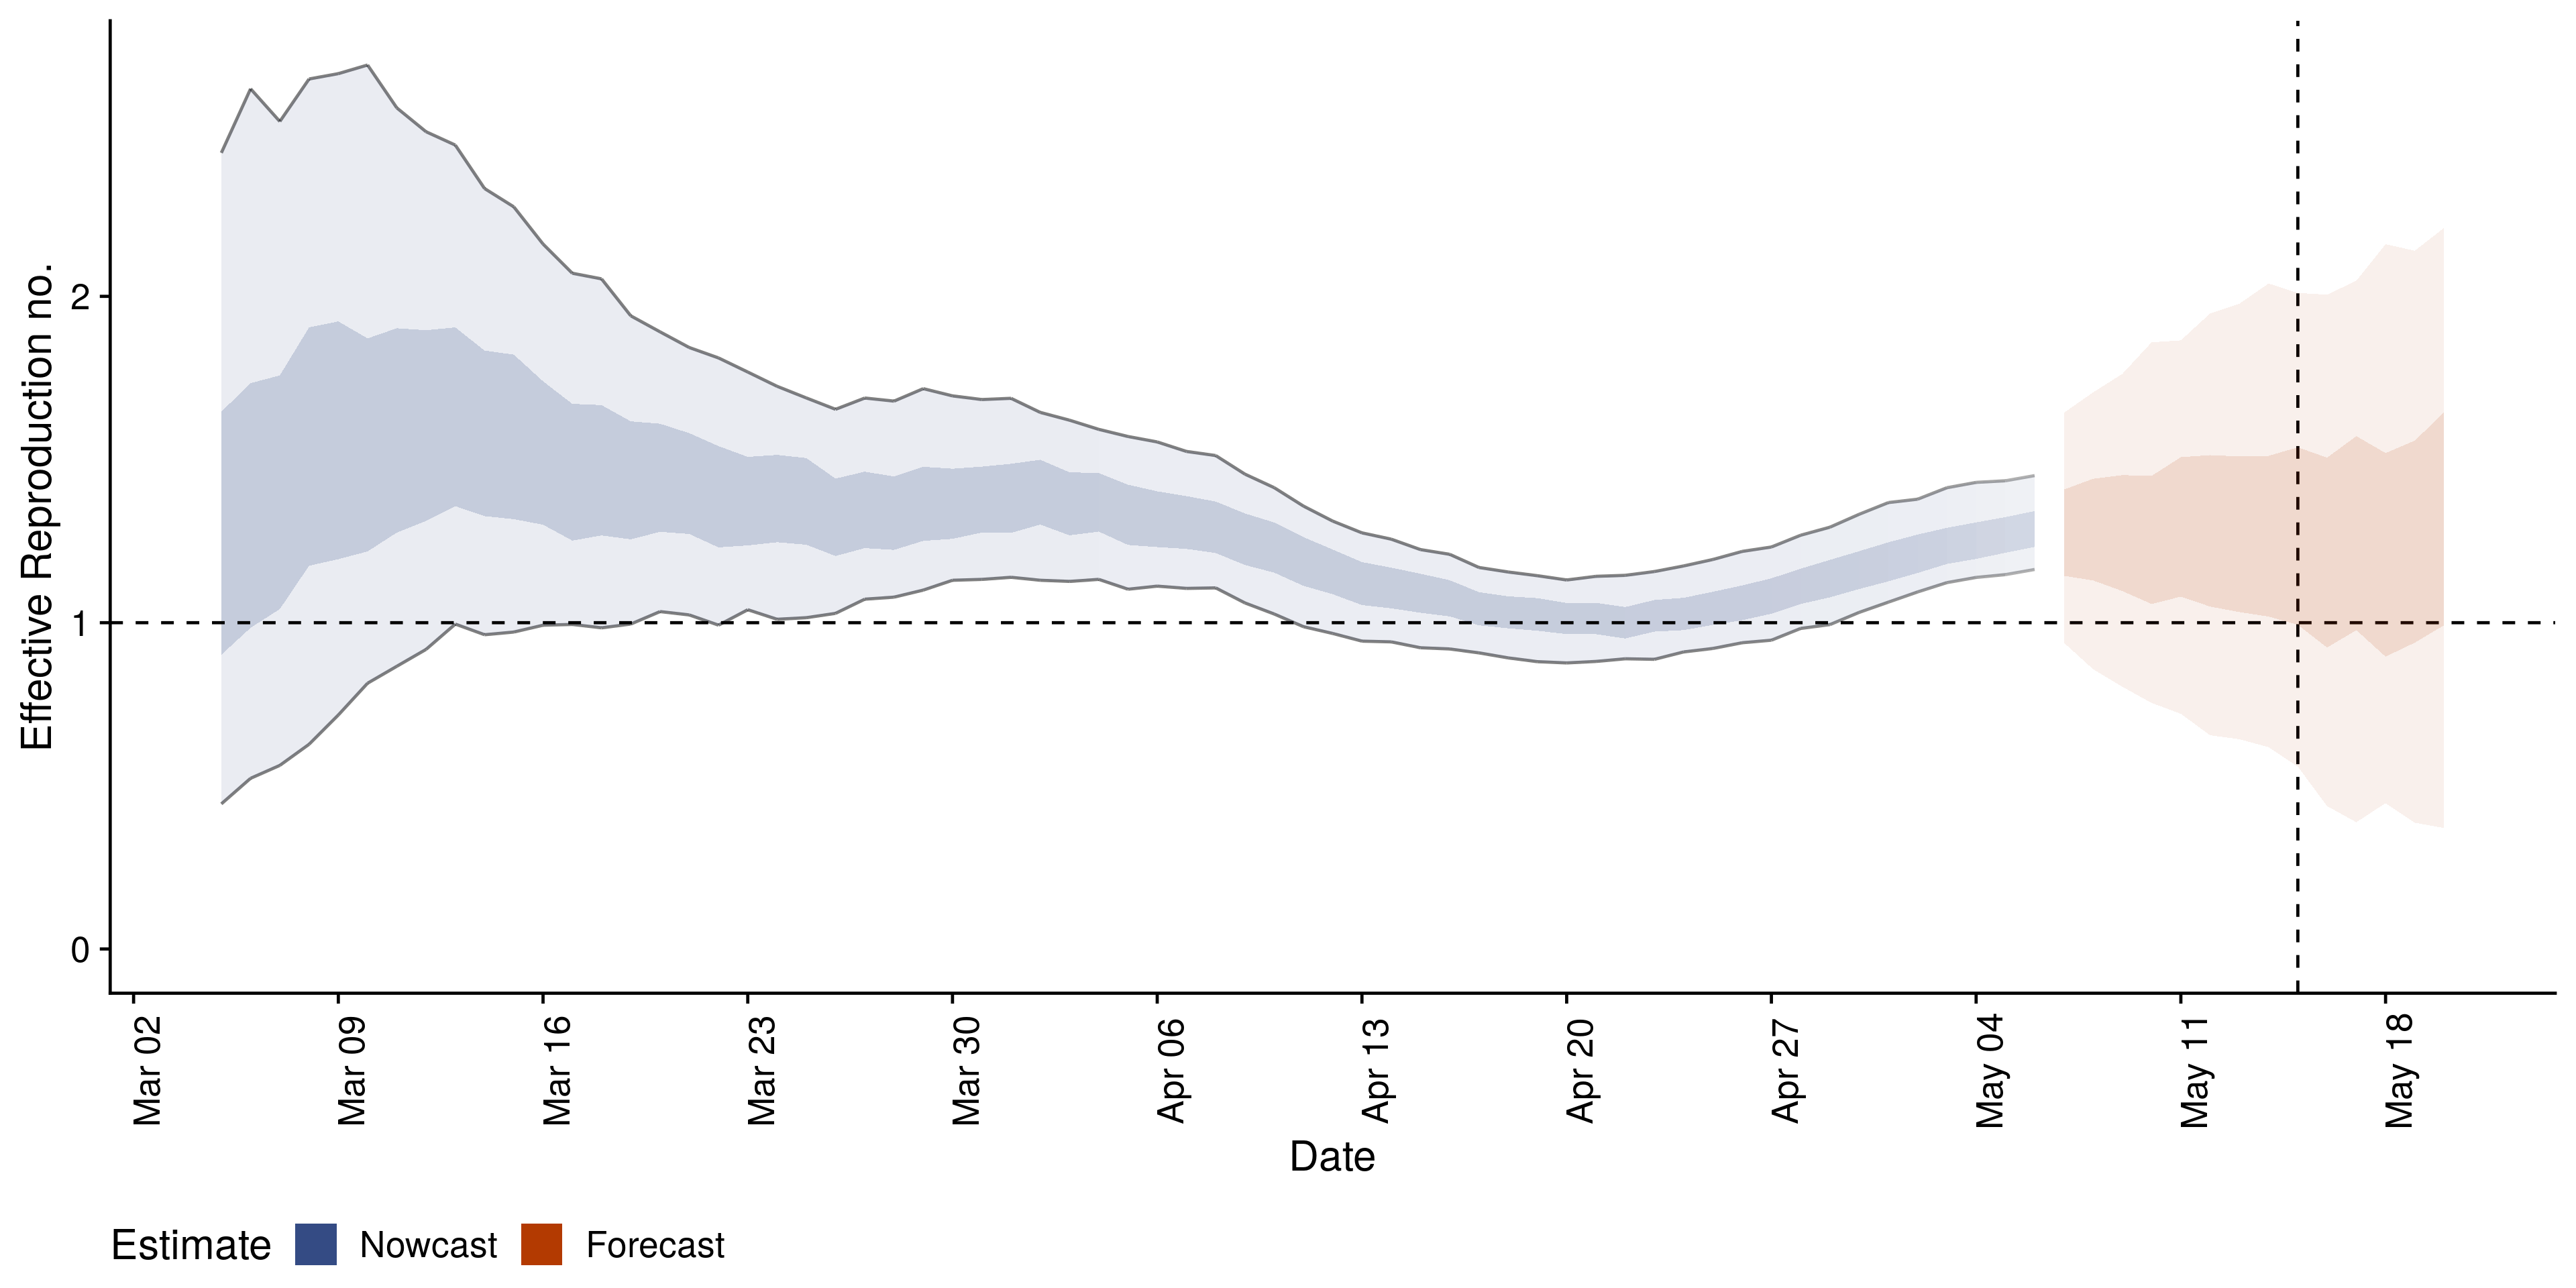 Effective Reproduction no.
2
1
0
Mar 02
Mar 09
Mar 16
Mar 23
Mar 30
Apr 06
Apr 13
Apr 20
Apr 27
May 04
May 11
May 18
Date
Estimate Nowcast Forecast